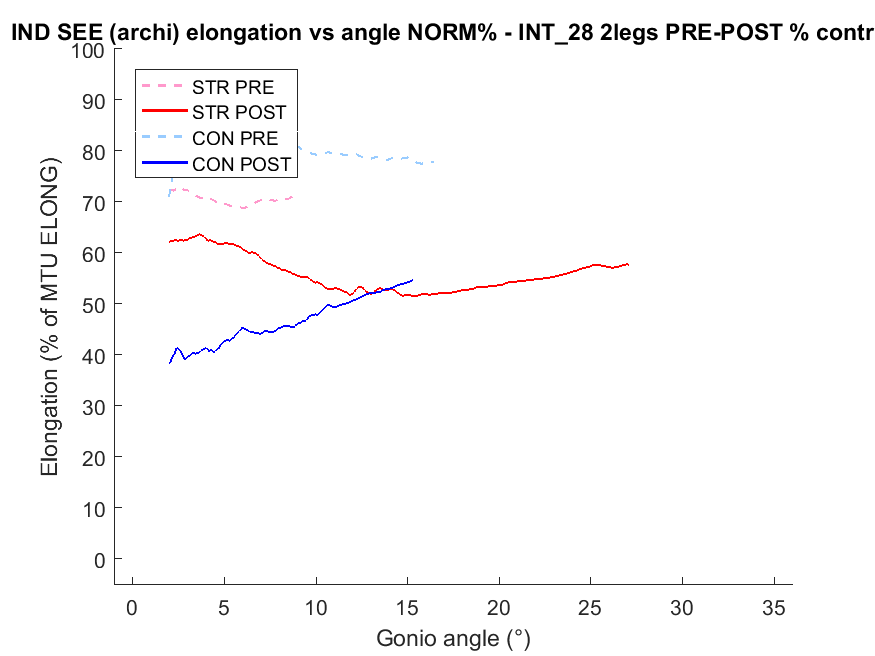 IND SEE (archi) elongation vs angle NORM% - INT_28 2legs PRE-POST % contr
100
90
80
70
60
50
40
30
20
10
0
Elongation (% of MTU ELONG)
STR PRE
STR POST
CON PRE
CON POST
0 5 10 15 20 25 30 35
Gonio angle (°)